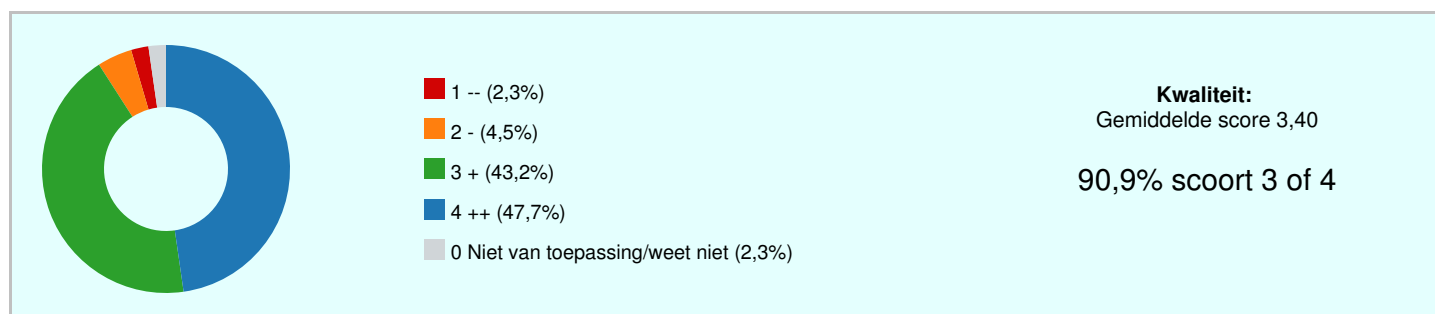 1 -- (2,3%)
2 - (4,5%)
3 + (43,2%)
4 ++ (47,7%)
0 Niet van toepassing/weet niet (2,3%)
Kwaliteit:
Gemiddelde score 3,40
90,9% scoort 3 of 4